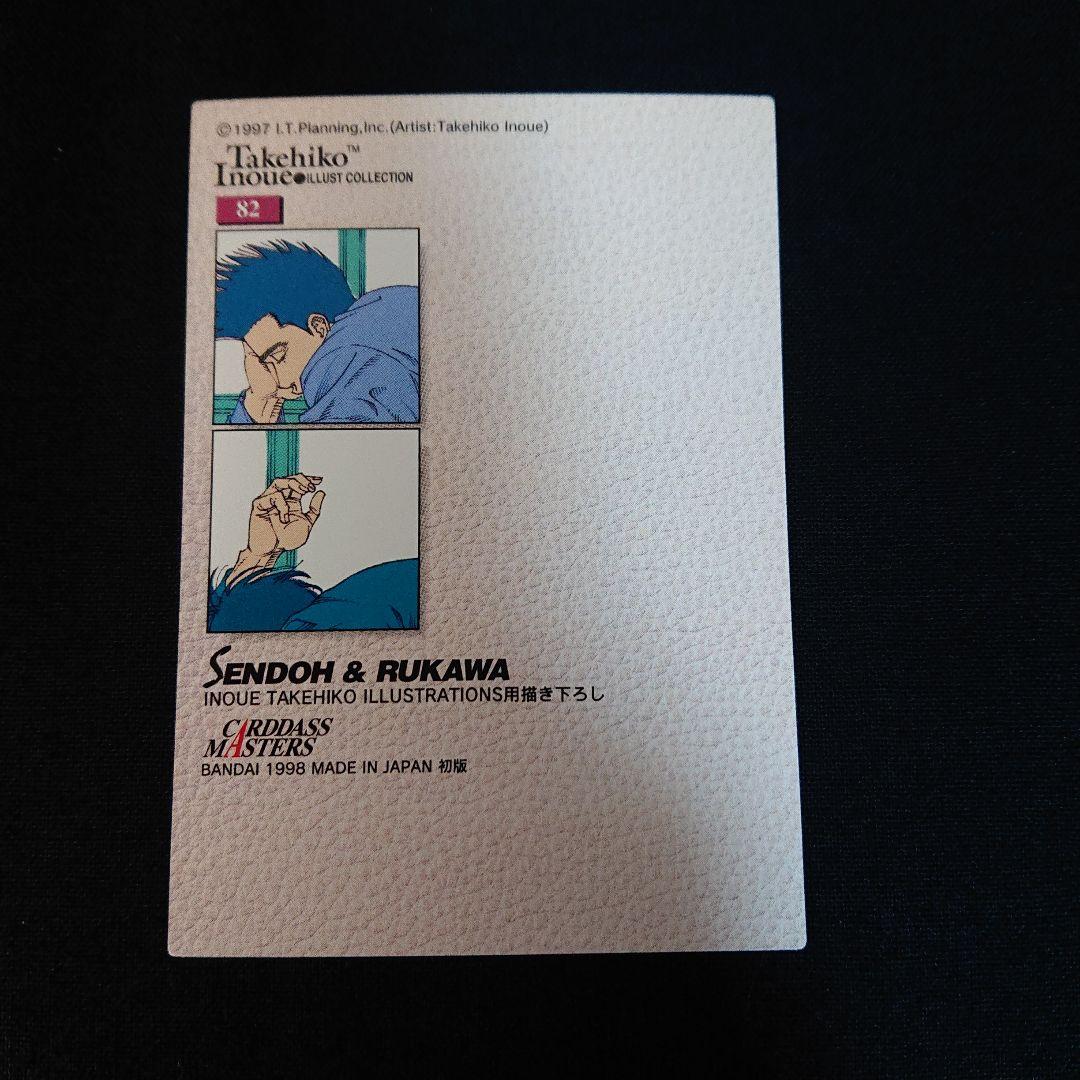 ©1997 I.T.Planning,Inc.(Artist:Takehiko Inoue)
Takehiko™
Inoue●ILLUST COLLECTION
82
SENDOH & RUKAWA
INOUE TAKEHIKO ILLUSTRATIONS用描き下ろし
CARDDASS
MASTERS
BANDAI 1998 MADE IN JAPAN 初版